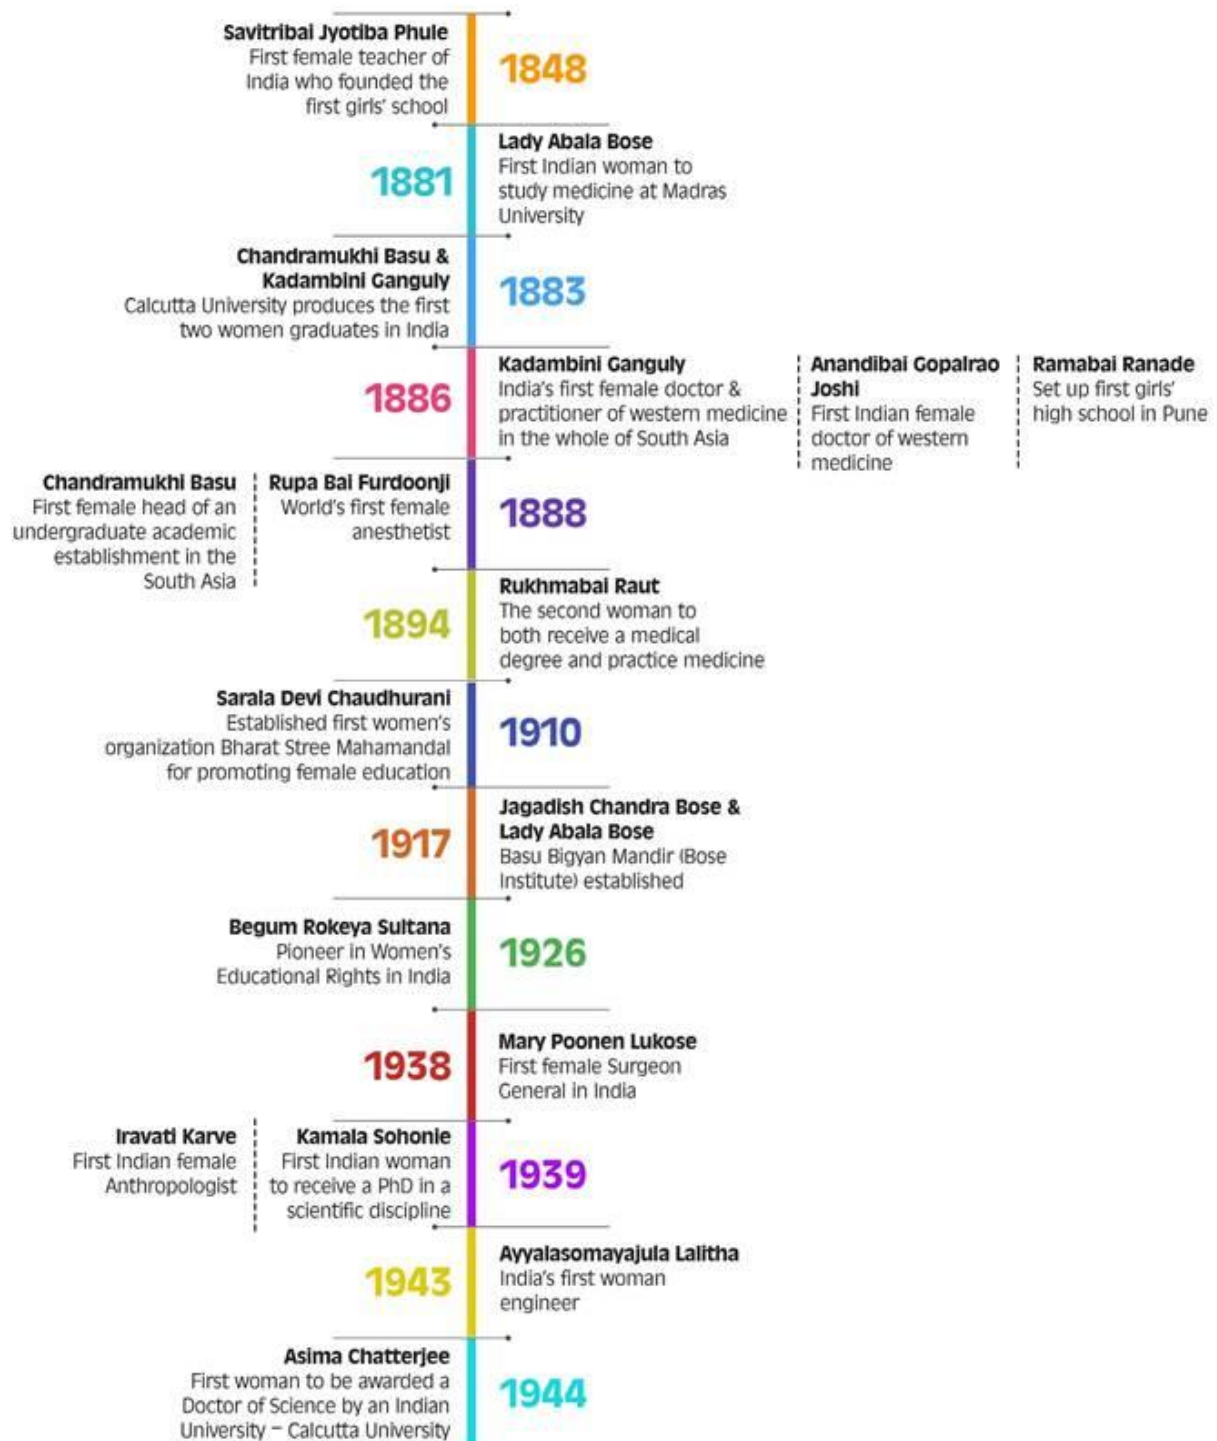 Savitribai Jyotiba Phule
First female teacher of
India who founded the
first girls' school
1848
1881
Lady Abala Bose
First Indian woman to
study medicine at Madras
University
Chandramukhi Basu &
Kadambini Ganguly
Calcutta University produces the first
two women graduates in India
1883
1886
Kadambini Ganguly
India's first female doctor &
practitioner of western medicine
in the whole of South Asia
Anandibai Gopalrao
Joshi
First Indian female
doctor of western
medicine
Ramabai Ranade
Set up first girls'
high school in Pune
Chandramukhi Basu
First female head of an
undergraduate academic
establishment in the
South Asia
Rupa Bai Furdoonji
World's first female
anesthetist
1888
1894
Rukhmabai Raut
The second woman to
both receive a medical
degree and practice medicine
Sarala Devi Chaudhurani
Established first women's
organization Bharat Stree Mahamandal
for promoting female education
1910
1917
Jagadish Chandra Bose &
Lady Abala Bose
Basu Bigyan Mandir (Bose
Institute) established
Begum Rokeya Sultana
Pioneer in Women's
Educational Rights in India
1926
1938
Mary Poonen Lukose
First female Surgeon
General in India
Iravati Karve
First Indian female
Anthropologist
Kamala Sohonie
First Indian woman
to receive a PhD in a
scientific discipline
1939
1943
Ayyalasomayajula Lalitha
India's first woman
engineer
Asima Chatterjee
First woman to be awarded a
Doctor of Science by an Indian
University – Calcutta University
1944